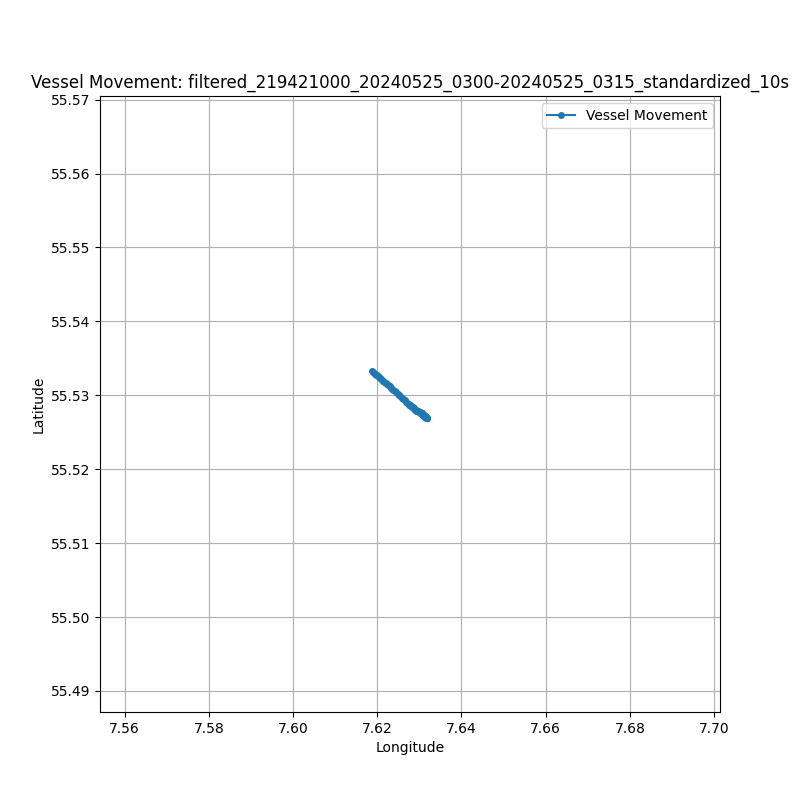 Vessel Movement: filtered_219421000_20240525_0300-20240525_0315_standardized_10s
Vessel Movement
55.57
55.56
55.55
55.54
55.53
55.52
55.51
55.50
55.49
Latitude
7.56 7.58 7.60 7.62 7.64 7.66 7.68 7.70
Longitude